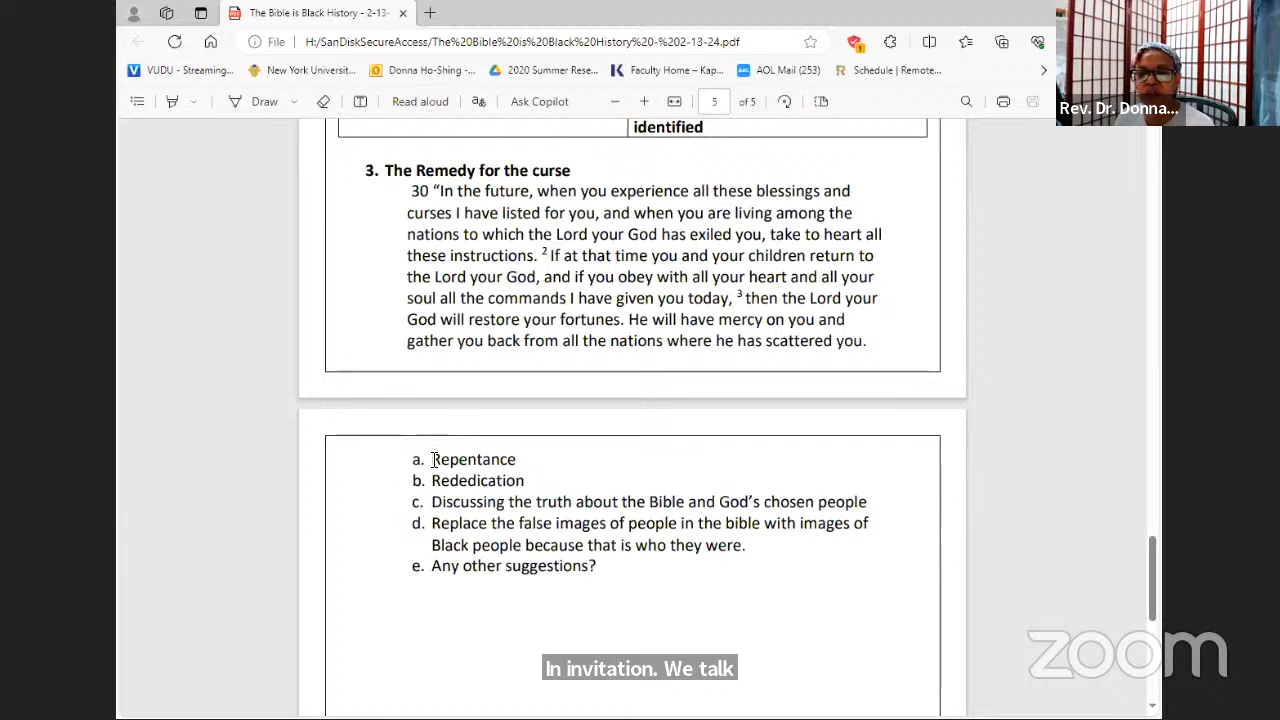 The Bible is Black History - 2-13-
File
H:/SanDiskSecureAccess/The%20Bible%20is%20Black%20History%20-%202-13-24.pdf
VUDU - Streaming...
New York Universit...
Donna Ho-Shing -...
2020 Summer Rese...
Faculty Home – Kap...
AOL Mail (253)
Schedule | Remote...
Draw
Read aloud
Ask Copilot
5
of 5
Rev. Dr. Donna...
identified
3. The Remedy for the curse
30 “In the future, when you experience all these blessings and
curses I have listed for you, and when you are living among the
nations to which the Lord your God has exiled you, take to heart all
these instructions. 2 If at that time you and your children return to
the Lord your God, and if you obey with all your heart and all your
soul all the commands I have given you today, 3 then the Lord your
God will restore your fortunes. He will have mercy on you and
gather you back from all the nations where he has scattered you.
a. Repentance
b. Rededication
c. Discussing the truth about the Bible and God’s chosen people
d. Replace the false images of people in the bible with images of
Black people because that is who they were.
e. Any other suggestions?
zoom
In invitation. We talk